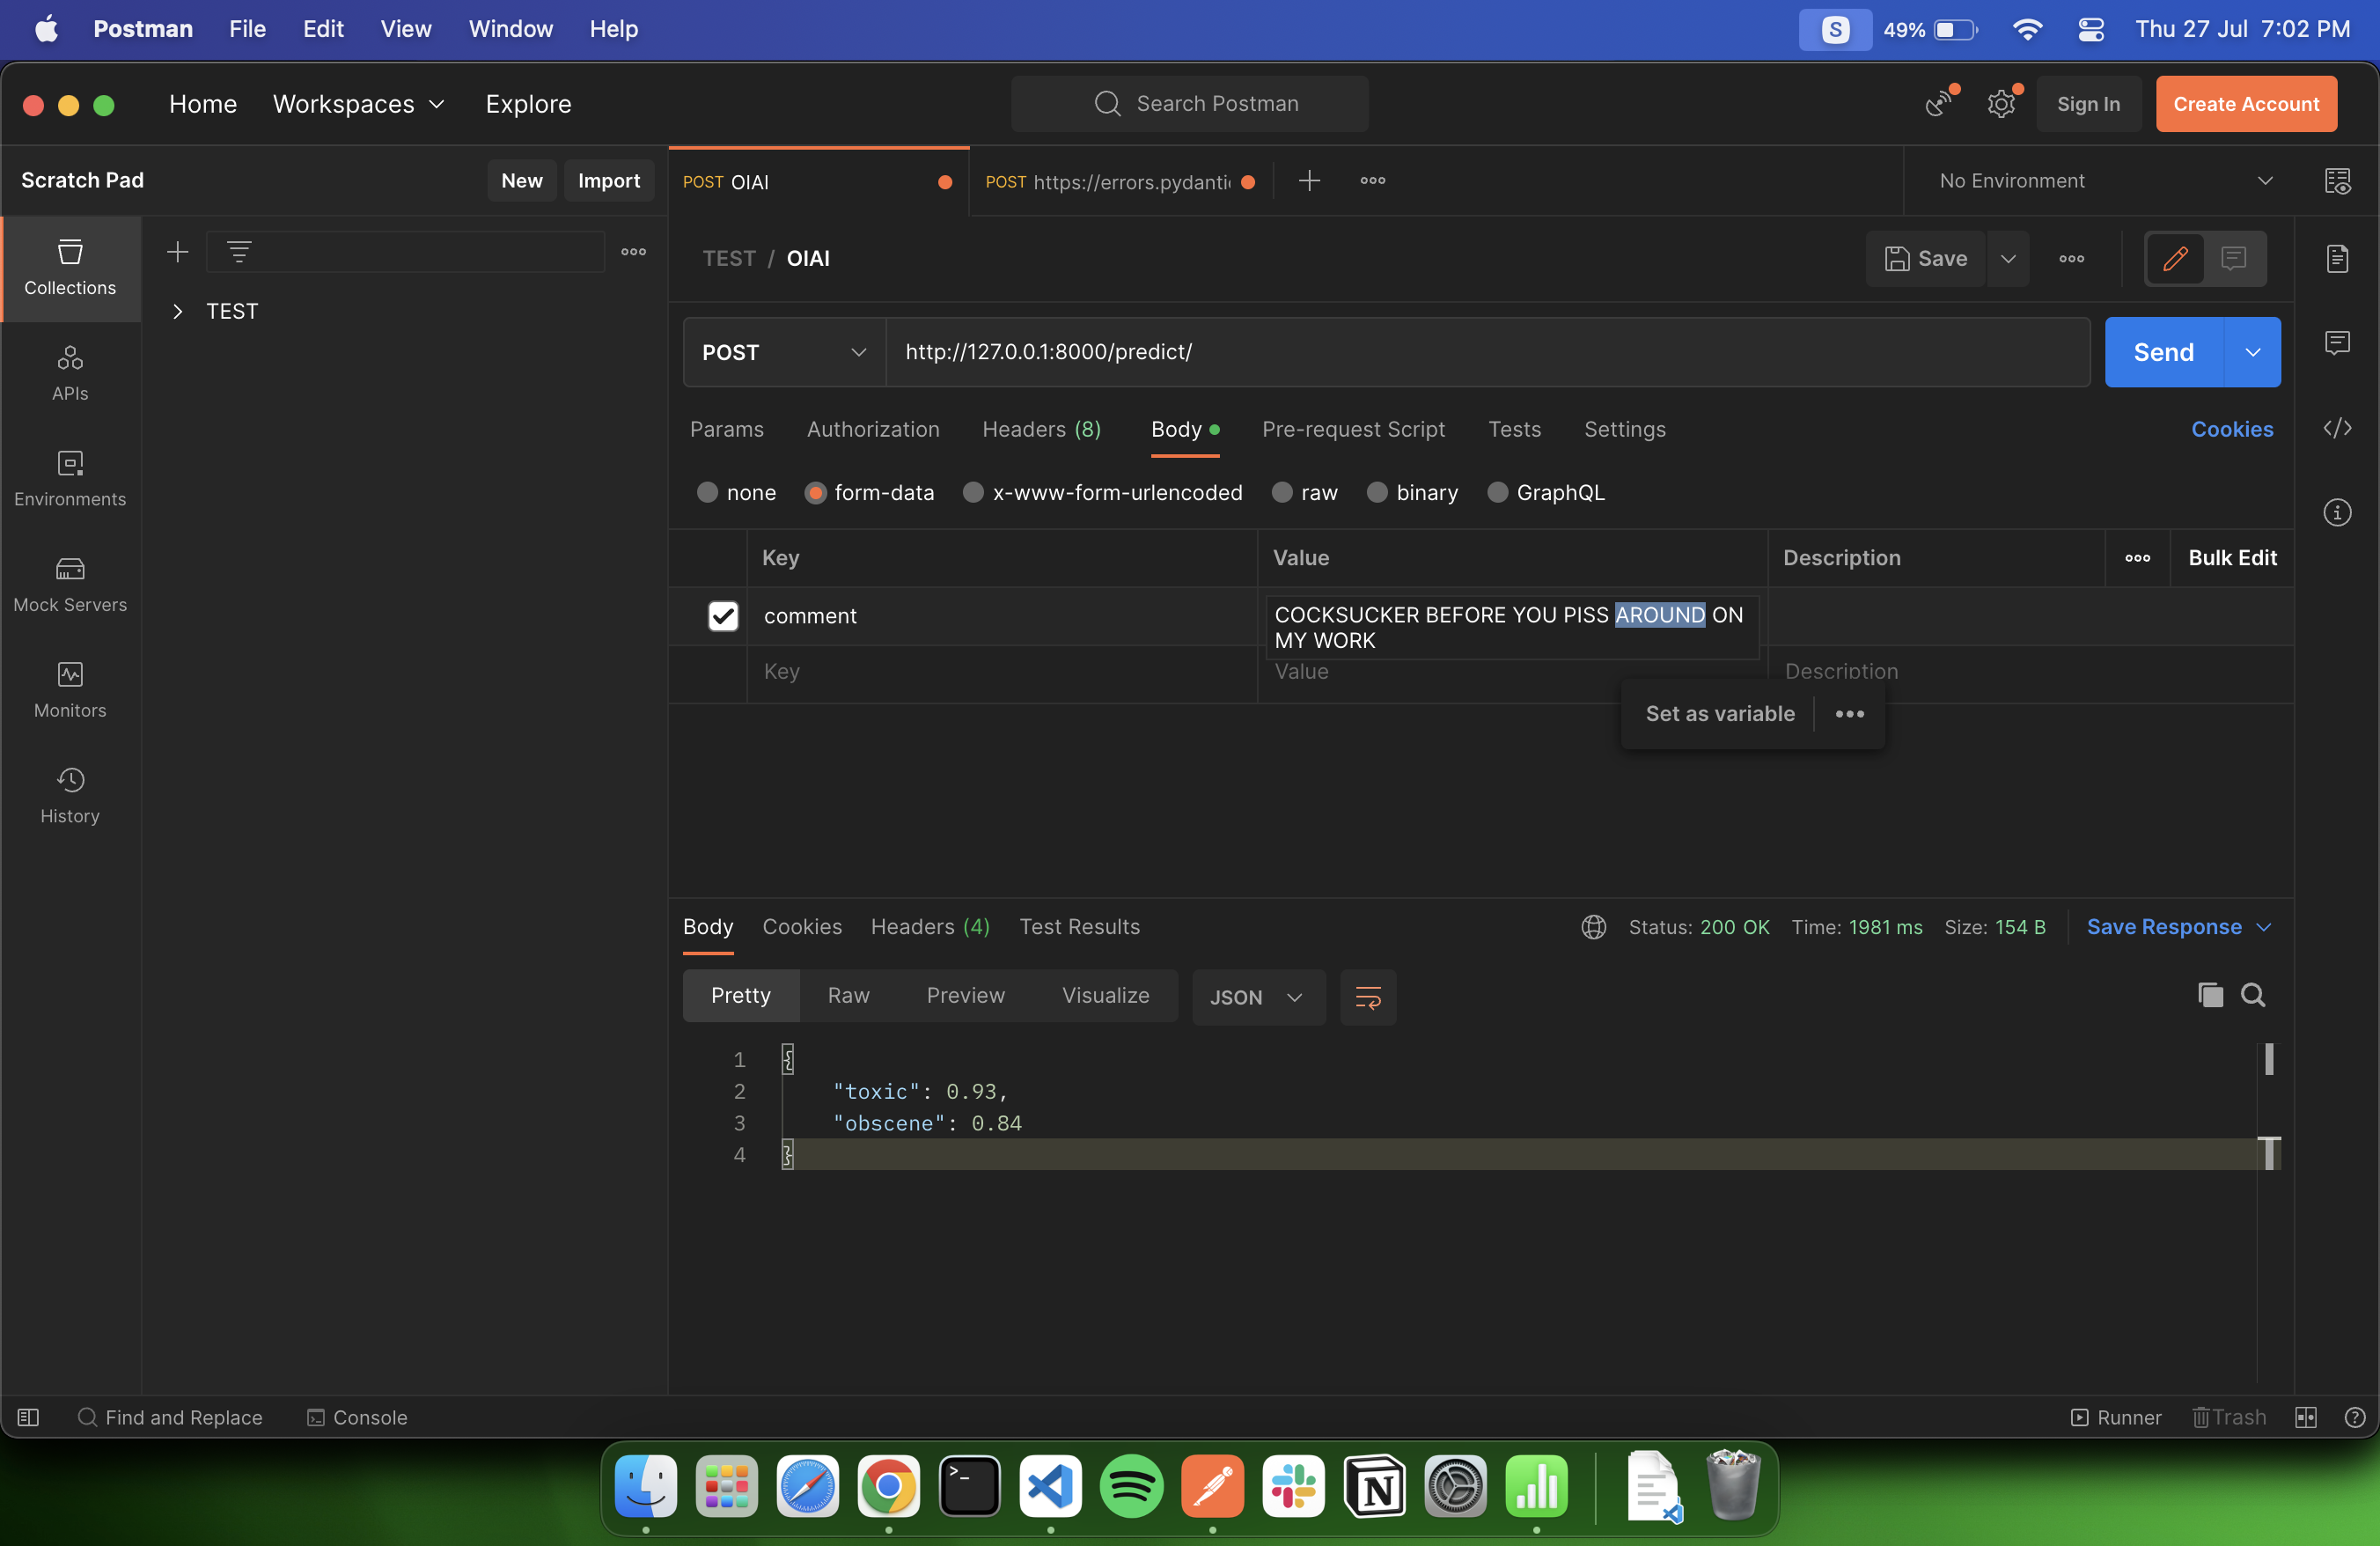 Postman File Edit View Window Help
S 49% Thu 27 Jul 7:02 PM
Home Workspaces Explore Search Postman Sign In Create Account
Scratch Pad New Import POST OIAI POST https://errors.pydanti No Environment
Collections
APIs
Environments
Mock Servers
Monitors
History
TEST
TEST / OIAI Save
POST http://127.0.0.1:8000/predict/ Send
Params Authorization Headers (8) Body Pre-request Script Tests Settings Cookies
none form-data x-www-form-urlencoded raw binary GraphQL
Key Value Description Bulk Edit
comment COCKSUCKER BEFORE YOU PISS AROUND ON
MY WORK
Key Value Description
Set as variable
Body Cookies Headers (4) Test Results Status: 200 OK Time: 1981 ms Size: 154 B Save Response
Pretty Raw Preview Visualize JSON
1 {
2 "toxic": 0.93,
3 "obscene": 0.84
4 }
Find and Replace Console Runner Trash